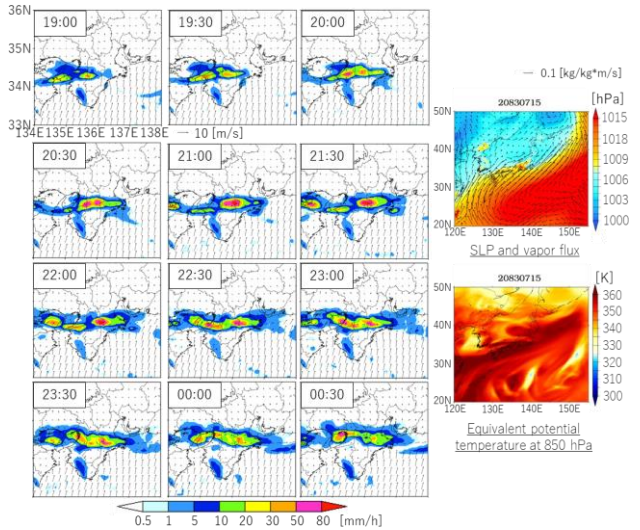 36N
35N
34N
33N
19:00
19:30
20:00
134E 135E 136E 137E 138E
10 [m/s]
20:30
21:00
21:30
22:00
22:30
23:00
23:30
00:00
00:30
0.5 1 5 10 20 30 50 80 [mm/h]
0.1 [kg/kg*m/s]
20830715
[hPa]
50N
40N
30N
20N
120E 130E 140E 150E
1015
1012
1009
1006
1003
1000
SLP and vapor flux
20830715
[K]
50N
40N
30N
20N
120E 130E 140E 150E
360
350
340
330
320
310
300
Equivalent potential
temperature at 850 hPa